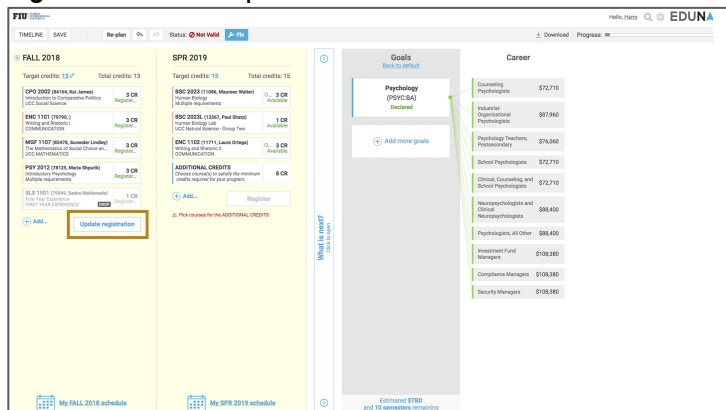 FIU
Hello, Harry
EDUNA
TIMELINE SAVE Re-plan Status: Not Valid Fix
Download Progress:
FALL 2018
Target credits: 13 Total credits: 13
CPO 2002 (84164, Kol James) 3 CR
Introduction to Comparative Politics Register...
UCC Social Science
ENC 1101 (79790, ) 3 CR
Writing and Rhetoric I Register...
COMMUNICATION
MGF 1107 (85478, Surender Lindley) 3 CR
The Mathematics of Social Choice an... Register...
UCC MATHEMATICS
PSY 2012 (78125, Maria Shpurik) 3 CR
Introductory Psychology Register...
Multiple requirements
SLS 1501 (79949, Sasha Maldonado) 1 CR
First Year Experience Register...
FIRST YEAR EXPERIENCE DROP
Add... Update registration
My FALL 2018 schedule
SPR 2019
Target credits: 15 Total credits: 15
BSC 2023 (11086, Maureen Walter) O... 3 CR
Human Biology Available
Multiple requirements
BSC 2023L (13367, Paul Sharp) 1 CR
Human Biology Lab Available
UCC Natural Science - Group Two
ENC 1102 (11711, Laura Ortega) O... 3 CR
Writing and Rhetoric II Available
COMMUNICATION
ADDITIONAL CREDITS 8 CR
Choose course(s) to satisfy the minimum
credits required for your program.
Add... Register
Pick courses for the ADDITIONAL CREDITS
My SPR 2019 schedule
What is next?
Click to open
Goals
Back to default
Psychology
(PSYC:BA)
Declared
Add more goals
Estimated $TBD
and 10 semesters remaining
Career
Counseling
Psychologists $72,710
Industrial-
Organizational
Psychologists $87,960
Psychology Teachers,
Postsecondary $76,060
School Psychologists $72,710
Clinical, Counseling, and
School Psychologists $72,710
Neuropsychologists and
Clinical
Neuropsychologists $88,400
Psychologists, All Other $88,400
Investment Fund
Managers $108,380
Compliance Managers $108,380
Security Managers $108,380